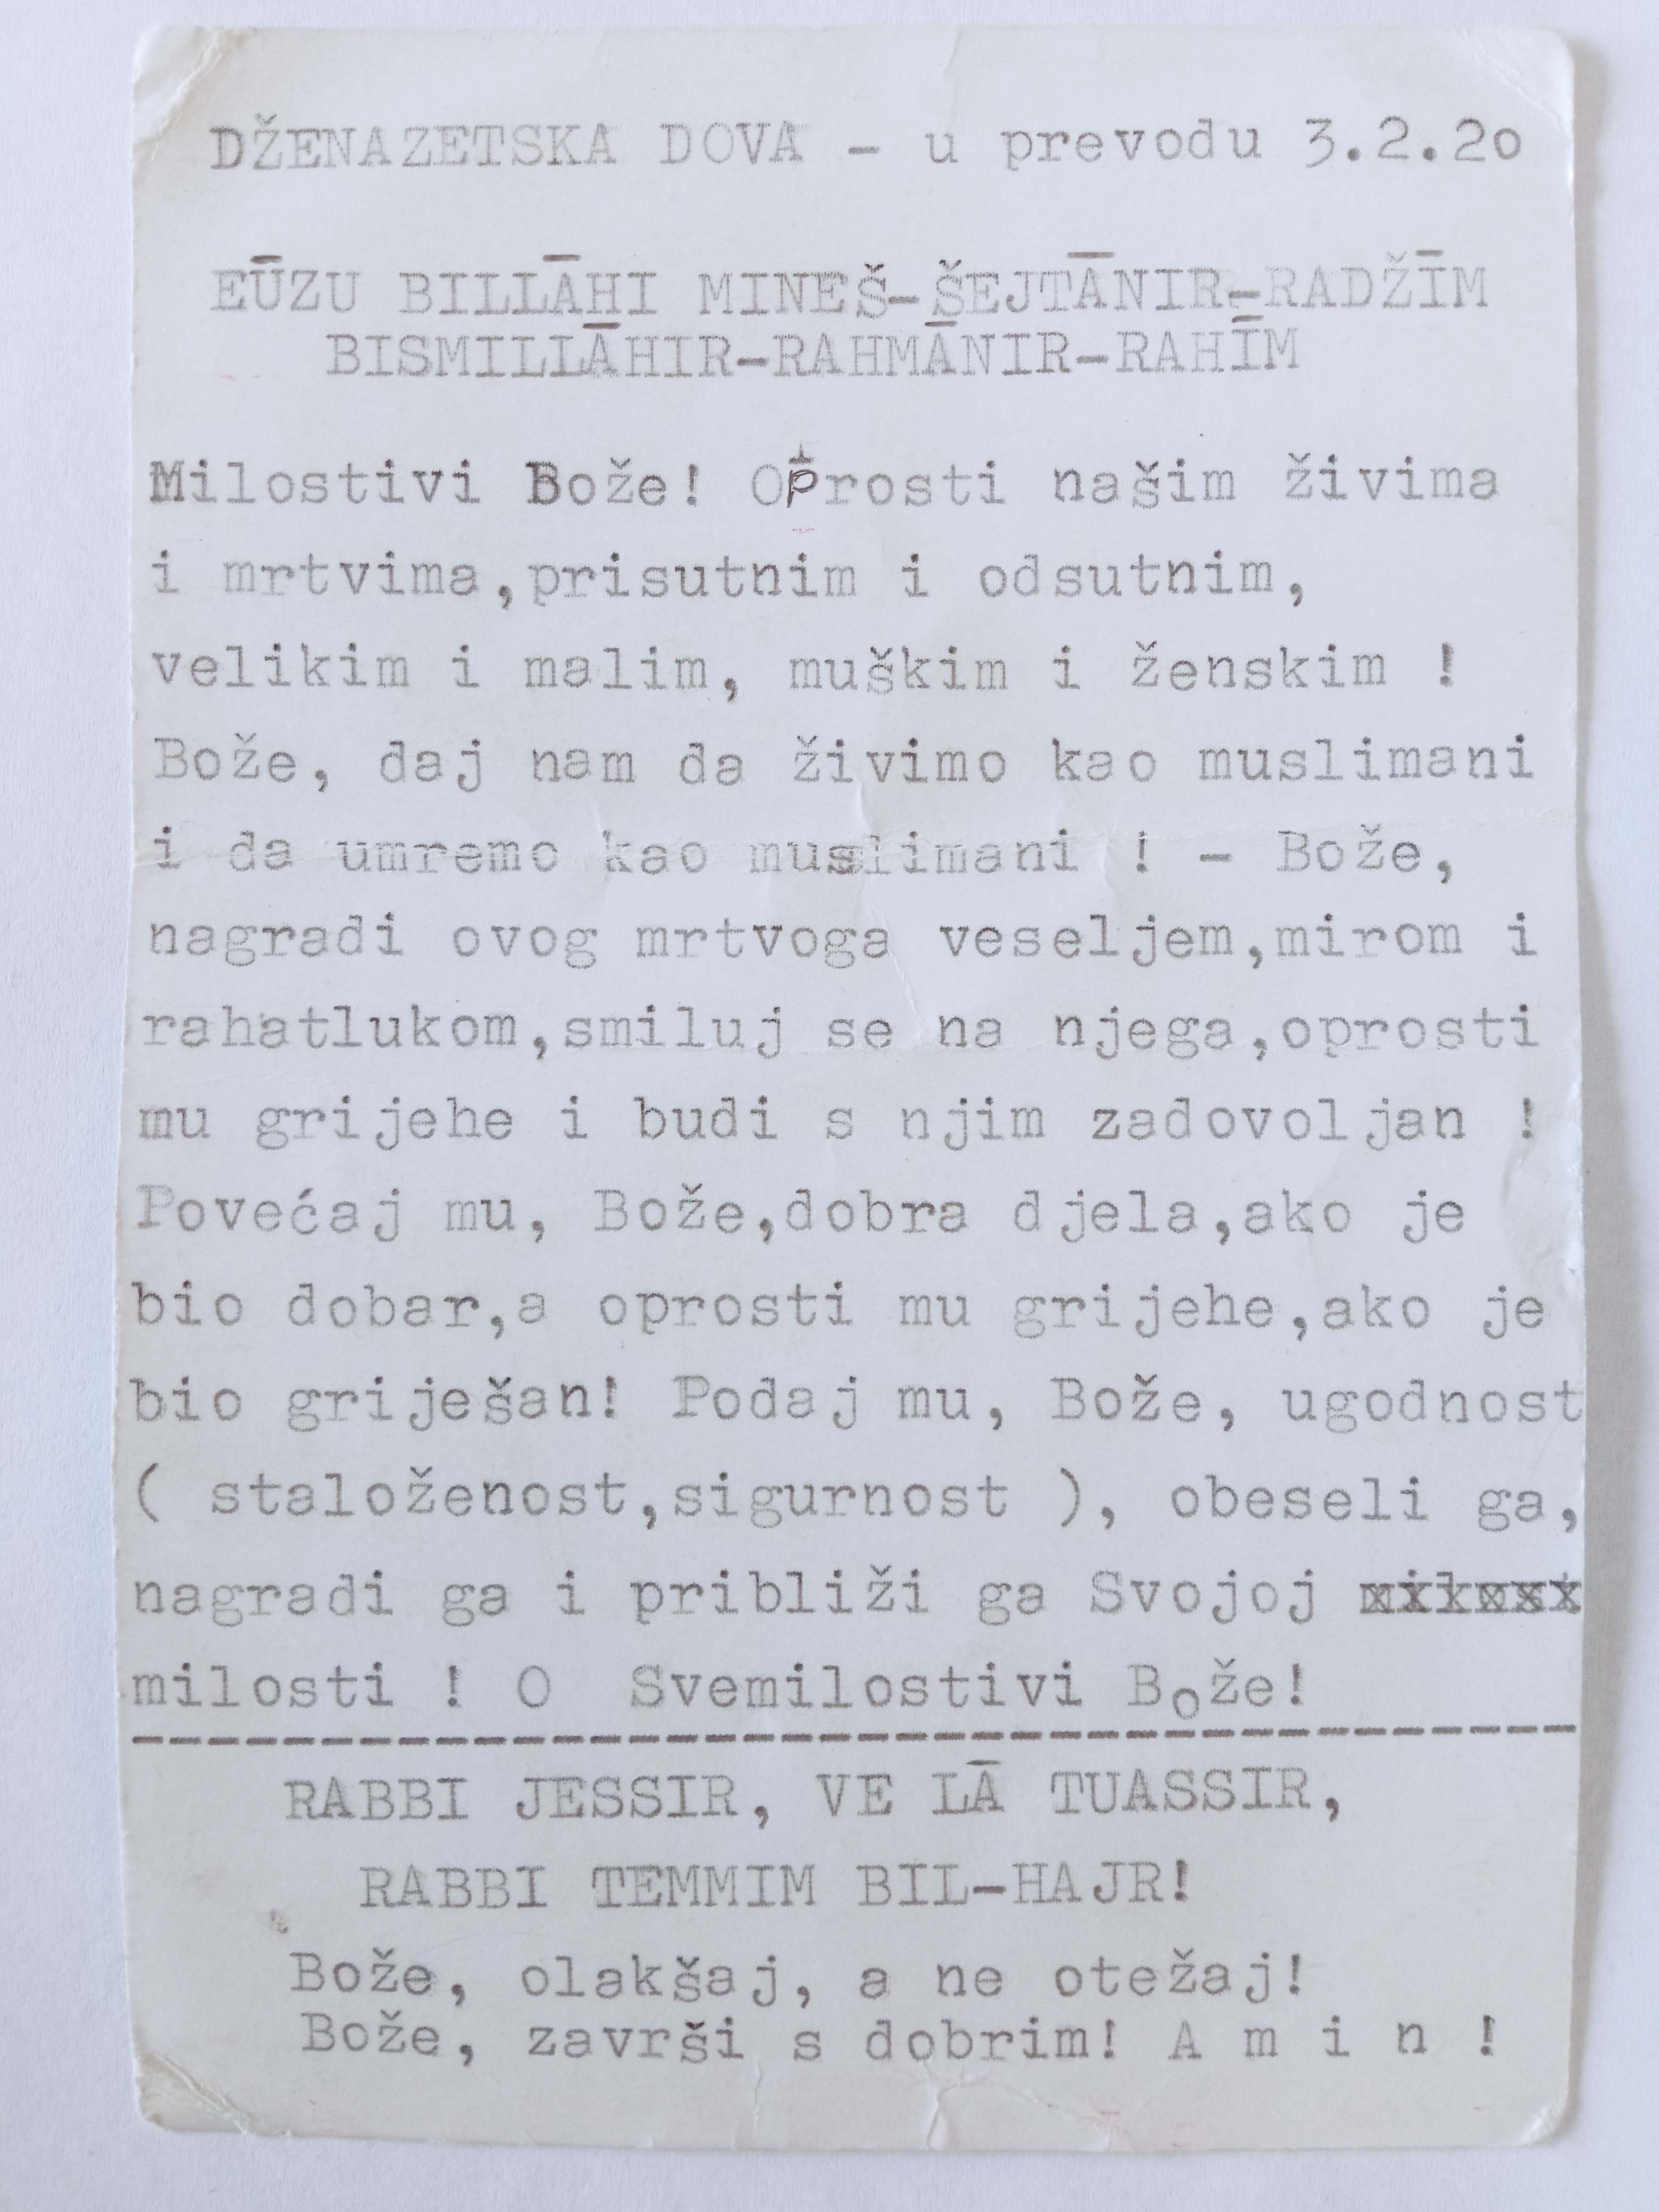 DŽENAZETSKA DOVA - u prevodu 3.2.2o
EŪZU BILLĀHI MINEŠ-ŠEJTĀNIR-RADŽĪM
BISMILLĀHIR-RAHMĀNIR-RAHĪM
Milostivi Bože! Oprosti našim živima
i mrtvima,prisutnim i odsutnim,
velikim i malim, muškim i ženskim !
Bože, daj nam da živimo kao muslimani
i da umremo kao muslimani ! - Bože,
nagradi ovog mrtvoga veseljem,mirom i
rahatlukom,smiluj se na njega,oprosti
mu grijehe i budi s njim zadovoljan !
Povećaj mu, Bože,dobra djela,ako je
bio dobar,a oprosti mu grijehe,ako je
bio griješan! Podaj mu, Bože, ugodnost
( staloženost,sigurnost ), obeseli ga,
nagradi ga i približi ga Svojoj
milosti ! O Svemilostivi Bože!
RABBI JESSIR, VE LĀ TUASSIR,
RABBI TEMMIM BIL-HAJR!
Bože, olakšaj, a ne otežaj!
Bože, završi s dobrim! A m i n !